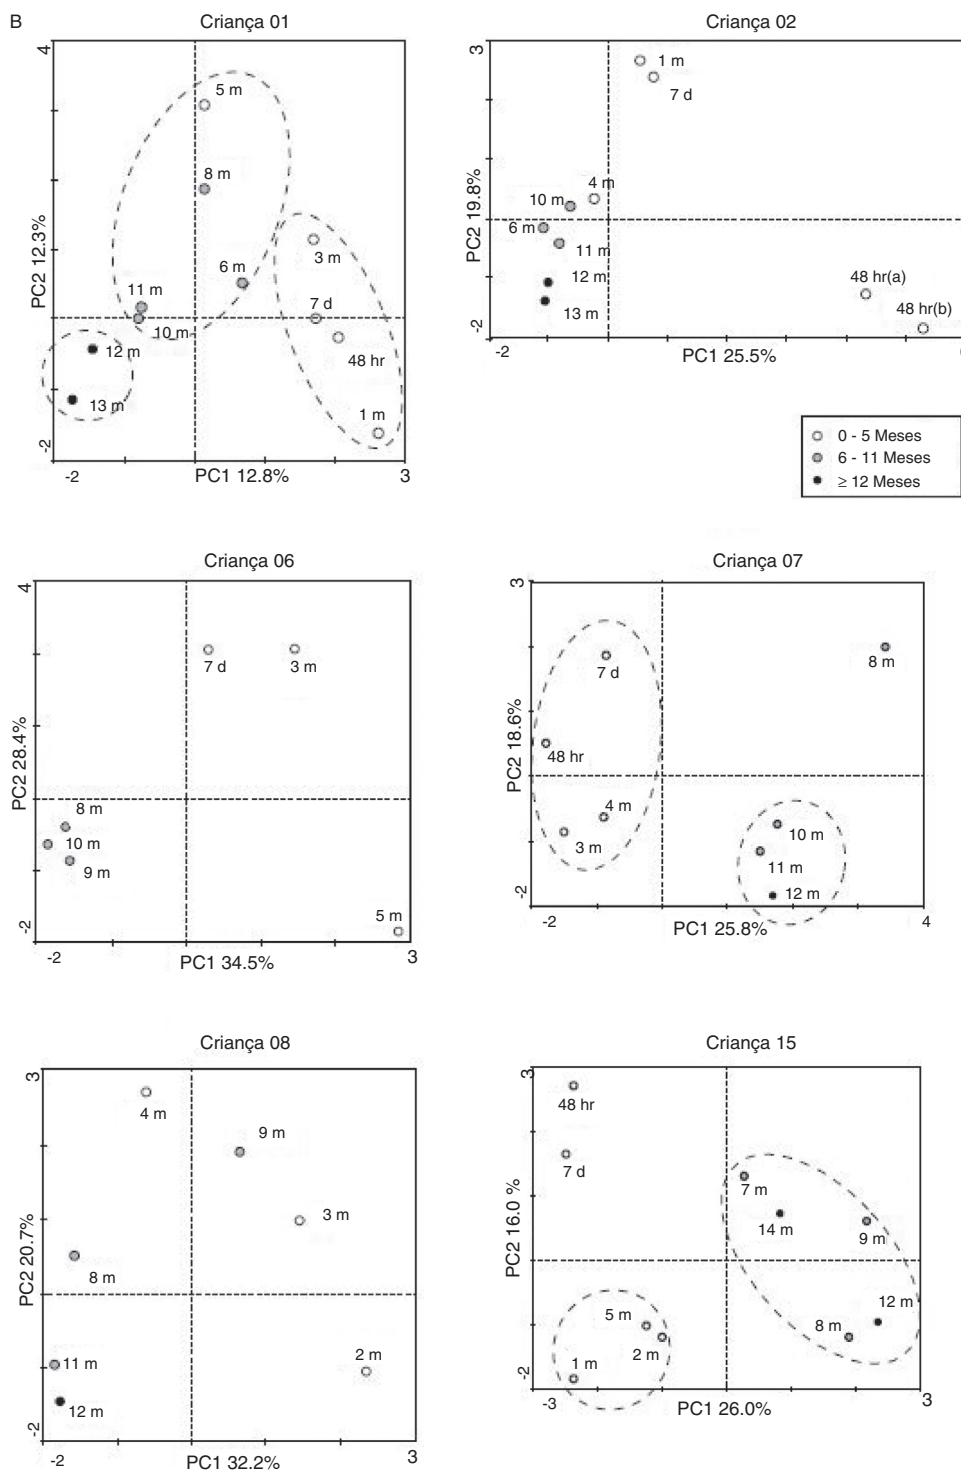 B
Criança 01
4
5 m
8 m
3 m
6 m
11 m
7 d
10 m
12 m
48 hr
13 m
1 m
PC2 12.3%
-2
-2
PC1 12.8%
3
Criança 02
3
1 m
7 d
4 m
10 m
6 m
11 m
12 m
48 hr(a)
13 m
48 hr(b)
PC2 19.8%
-2
-2
PC1 25.5%
0 - 5 Meses
6 - 11 Meses
≥ 12 Meses
Criança 06
4
7 d
3 m
8 m
10 m
9 m
5 m
PC2 28.4%
-2
-2
PC1 34.5%
3
Criança 07
3
7 d
8 m
48 hr
4 m
3 m
10 m
11 m
12 m
PC2 18.6%
-2
-2
PC1 25.8%
4
Criança 08
3
4 m
9 m
3 m
8 m
11 m
2 m
12 m
PC2 20.7%
-2
-2
PC1 32.2%
3
Criança 15
3
48 hr
7 d
7 m
14 m
9 m
12 m
5 m
8 m
1 m
2 m
PC2 16.0 %
-2
-3
PC1 26.0%
3